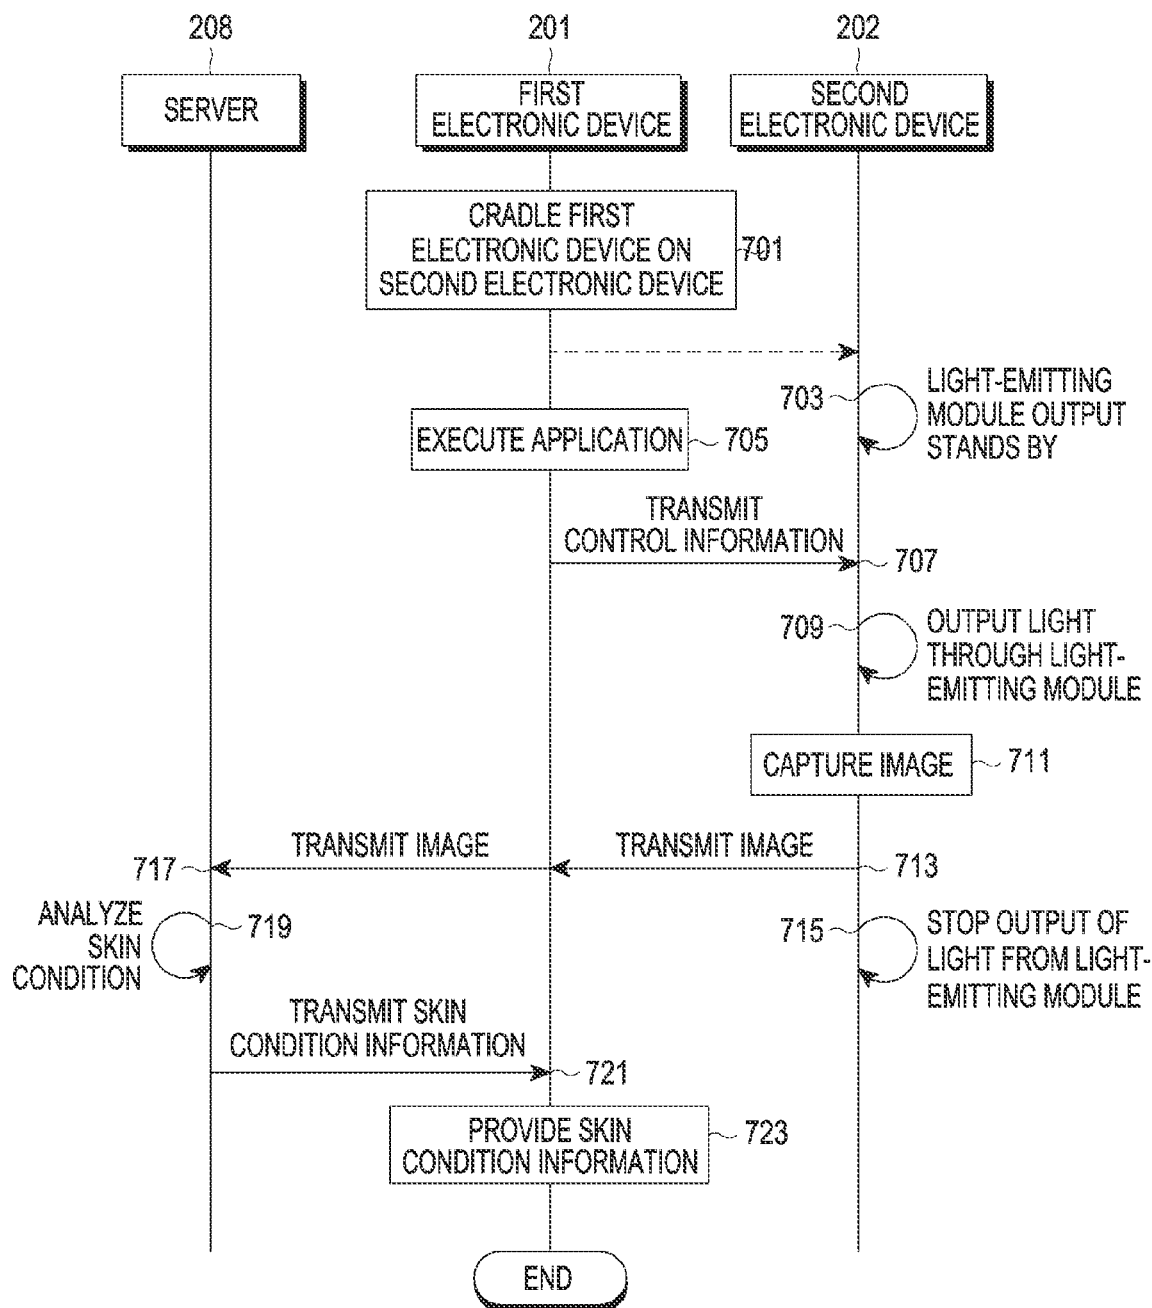 208
201
202
SERVER
FIRST
ELECTRONIC DEVICE
SECOND
ELECTRONIC DEVICE
CRADLE FIRST
ELECTRONIC DEVICE ON
SECOND ELECTRONIC DEVICE
701
703
LIGHT-EMITTING
MODULE OUTPUT
STANDS BY
EXECUTE APPLICATION
705
TRANSMIT
CONTROL INFORMATION
707
709
OUTPUT LIGHT
THROUGH LIGHT-
EMITTING MODULE
CAPTURE IMAGE
711
TRANSMIT IMAGE
TRANSMIT IMAGE
717
713
ANALYZE
SKIN
CONDITION
719
715
STOP OUTPUT OF
LIGHT FROM LIGHT-
EMITTING MODULE
TRANSMIT SKIN
CONDITION INFORMATION
721
PROVIDE SKIN
CONDITION INFORMATION
723
END